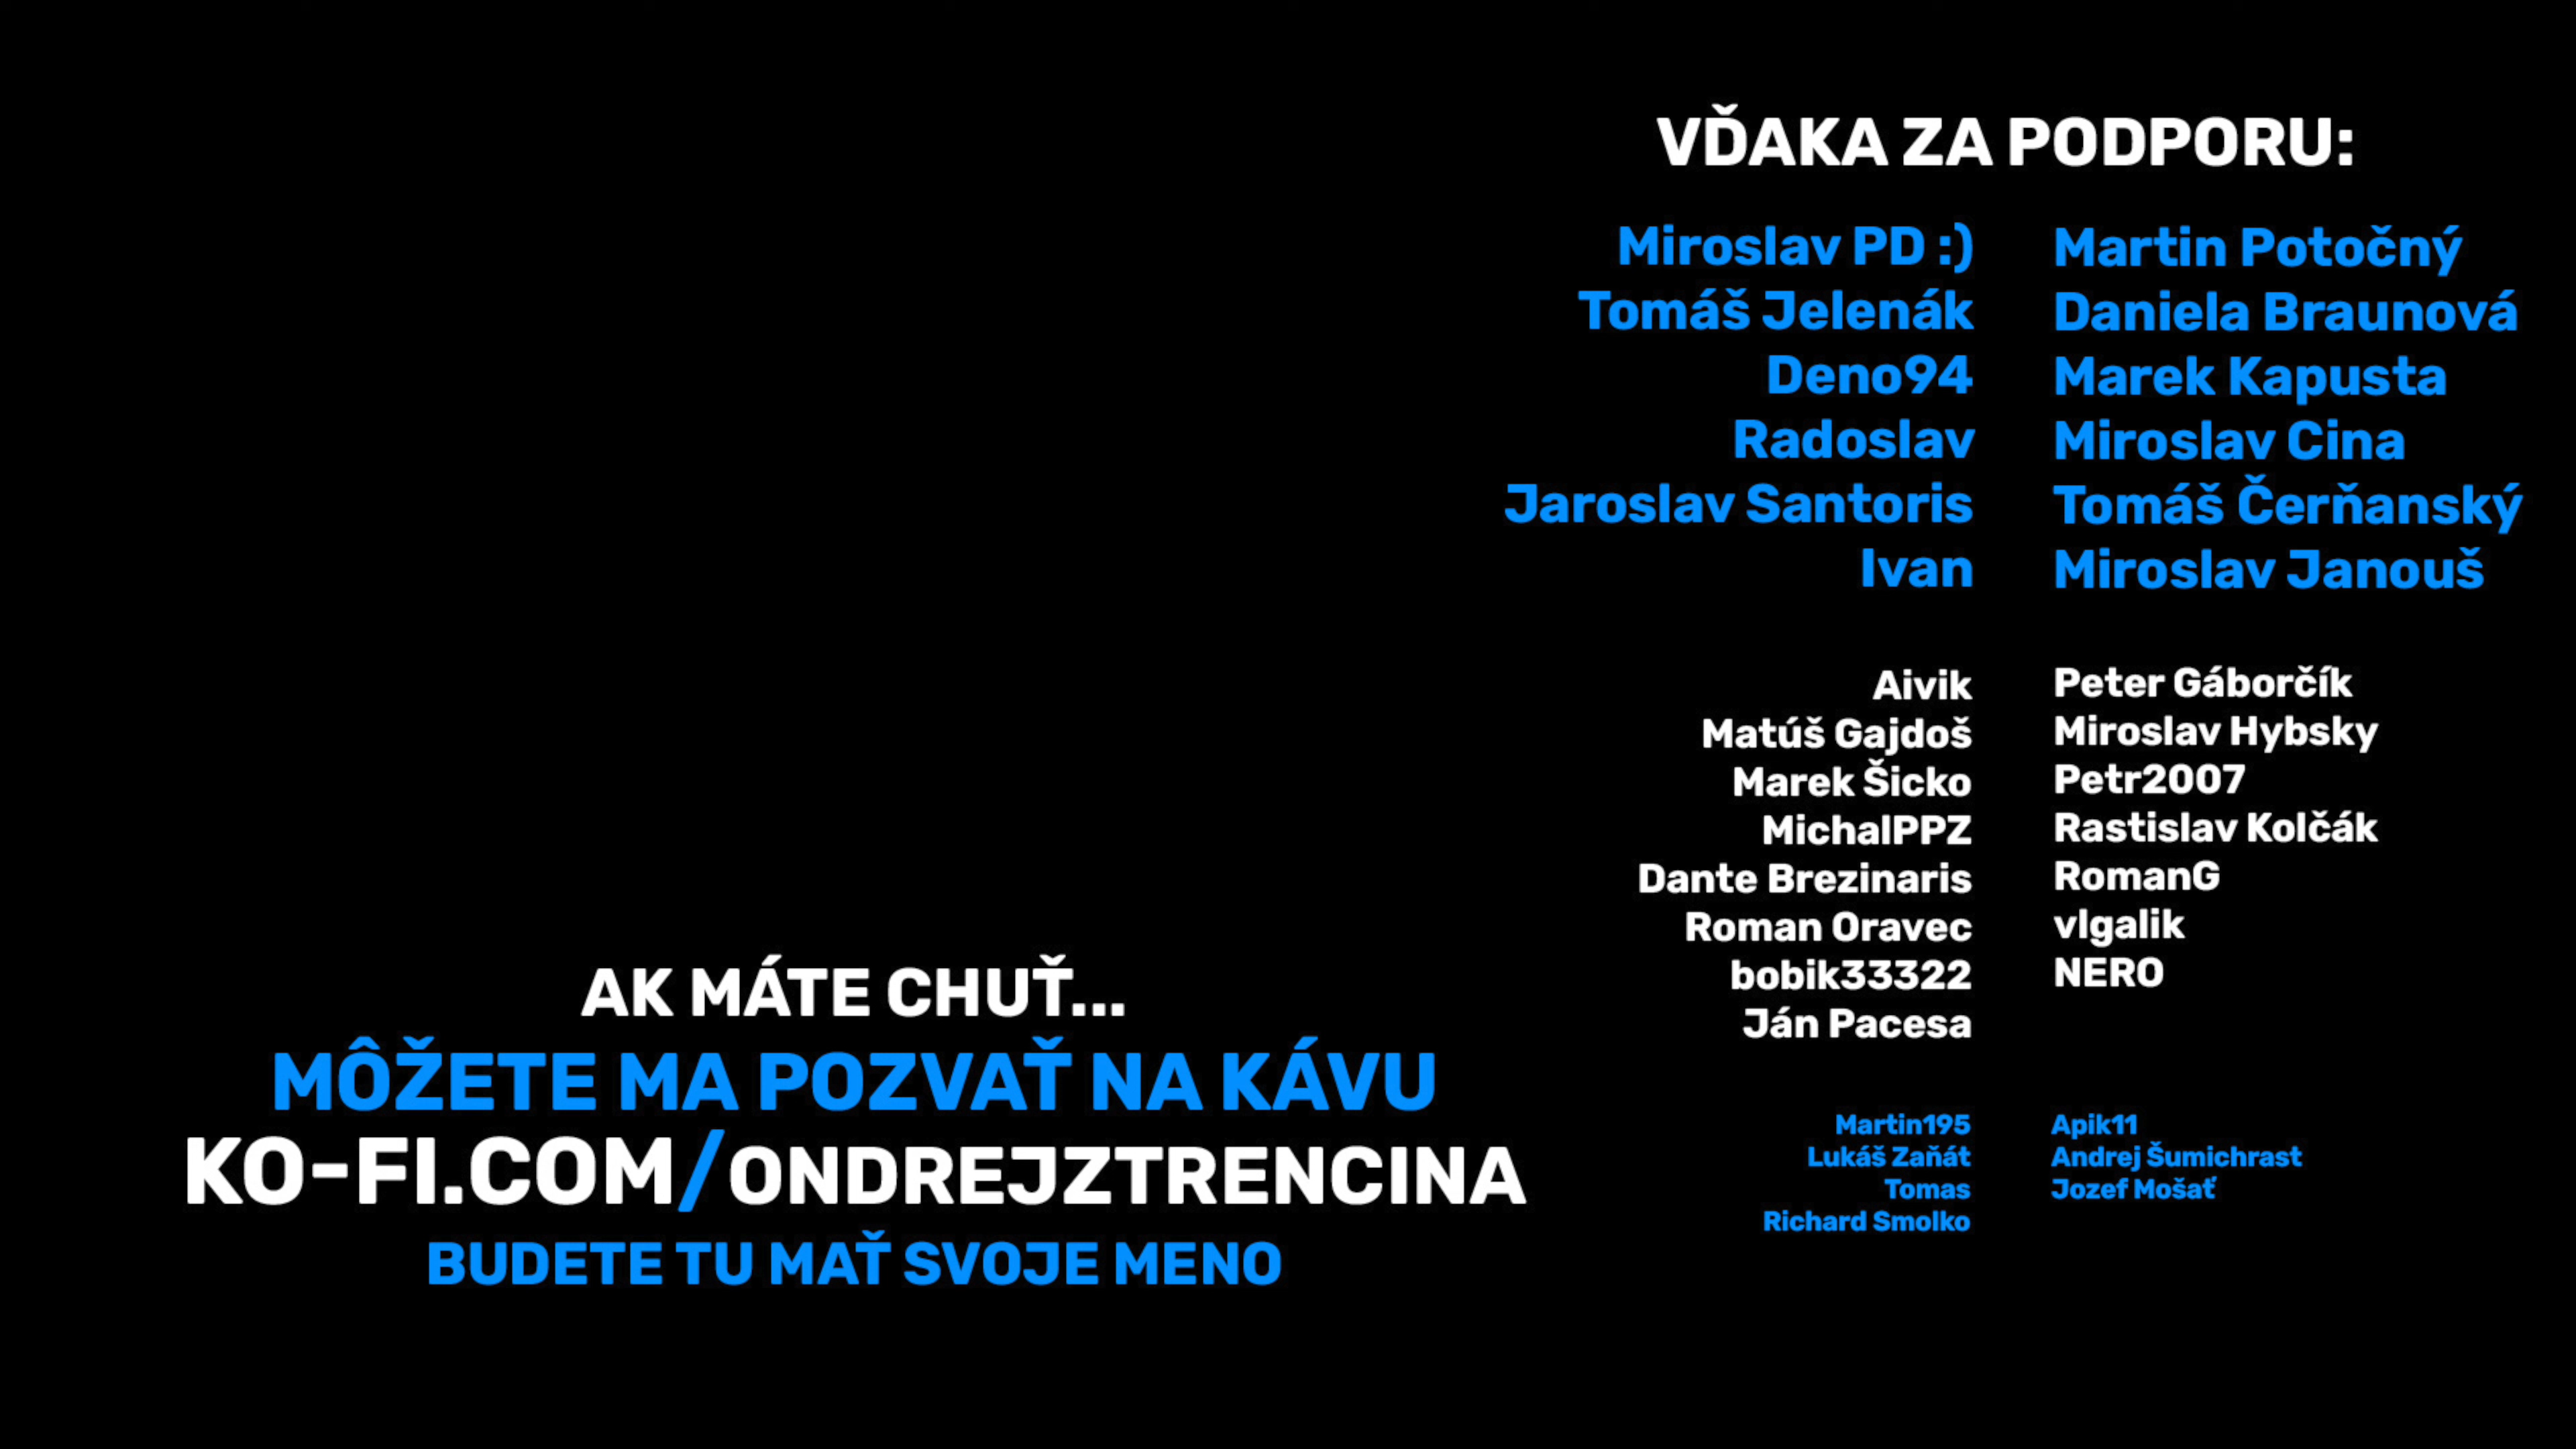 VĎAKA ZA PODPORU:
Miroslav PD :)
Tomáš Jelenák
Deno94
Radoslav
Jaroslav Santoris
Ivan
Martin Potočný
Daniela Braunová
Marek Kapusta
Miroslav Cina
Tomáš Čerňanský
Miroslav Janouš
Aivik
Matúš Gajdoš
Marek Šicko
MichalPPZ
Dante Brezinaris
Roman Oravec
bobik33322
Ján Pacesa
Peter Gáborčík
Miroslav Hybsky
Petr2007
Rastislav Kolčák
RomanG
vlgalik
NERO
Martin195
Lukáš Zaňát
Tomas
Richard Smolko
Apik11
Andrej Šumichrast
Jozef Mošať
AK MÁTE CHUŤ...
MÔŽETE MA POZVAŤ NA KÁVU
KO-FI.COM/ONDREJZTRENCINA
BUDETE TU MAŤ SVOJE MENO